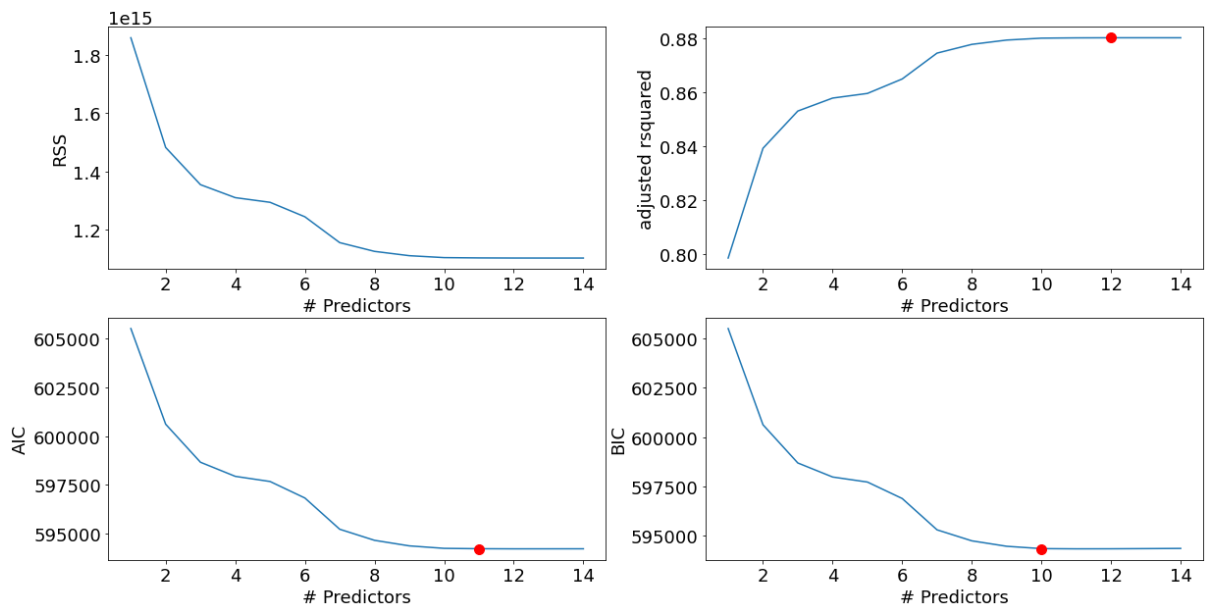 1e15
1.8
1.6
1.4
1.2
RSS
2 4 6 8 10 12 14
# Predictors
0.88
0.86
0.84
0.82
0.80
adjusted rsquared
2 4 6 8 10 12 14
# Predictors
605000
602500
600000
597500
595000
AIC
2 4 6 8 10 12 14
# Predictors
605000
602500
600000
597500
595000
BIC
2 4 6 8 10 12 14
# Predictors